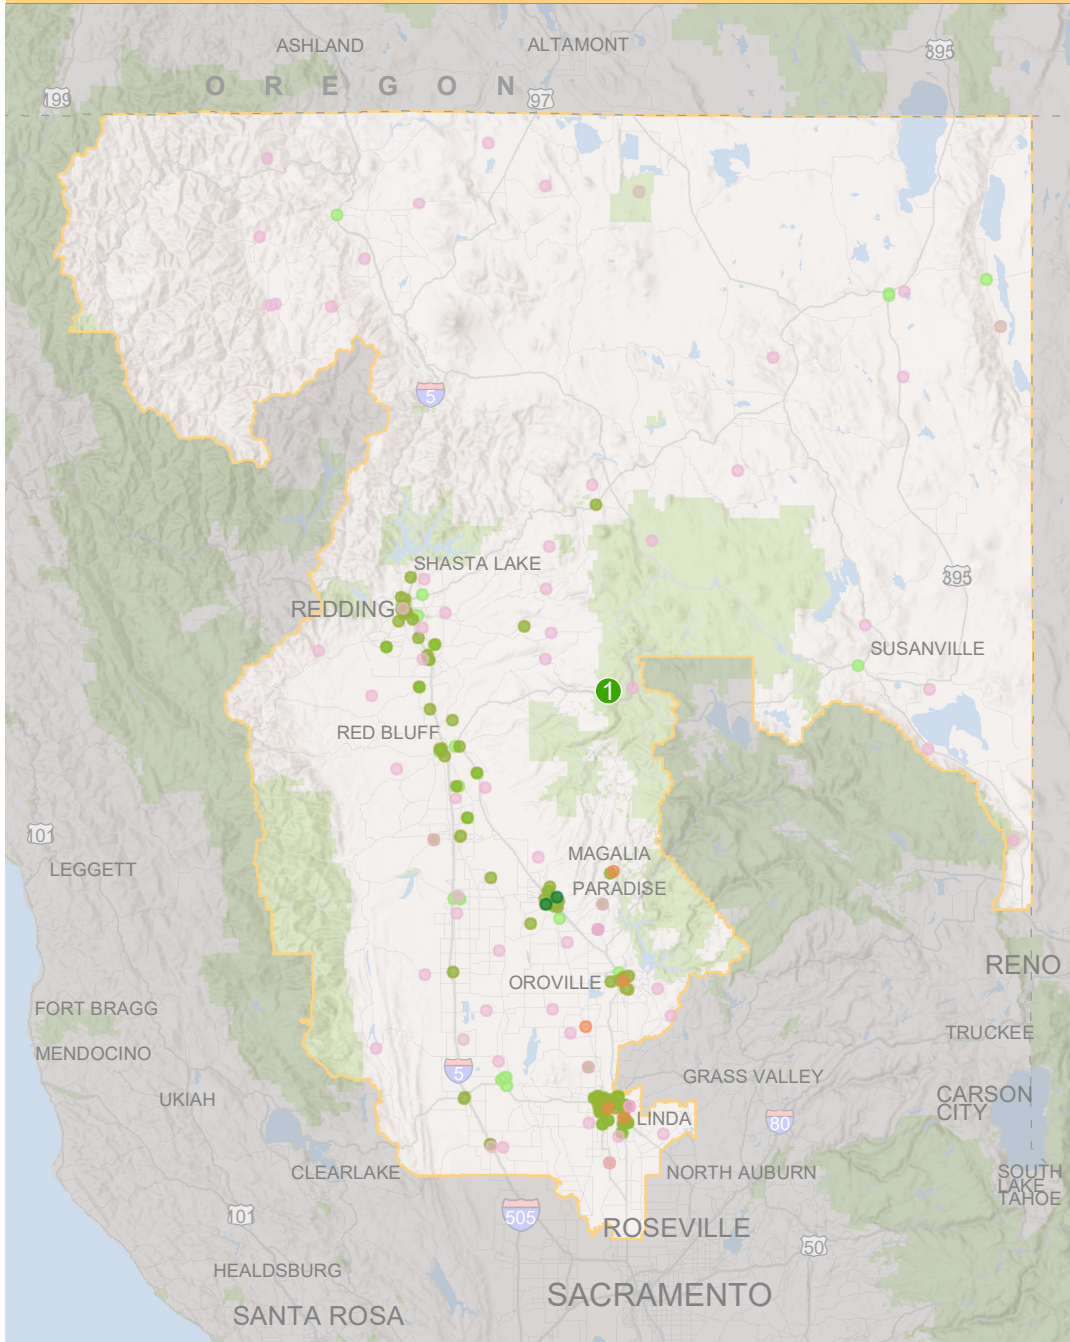 ASHLAND
ALTAMONT
395
OREGON
199
97
5
SHASTA LAKE
395
REDDING
SUSANVILLE
1
RED BLUFF
101
MAGALIA
LEGGETT
PARADISE
RENO
OROVILLE
FORT BRAGG
TRUCKEE
MENDOCINO
5
GRASS VALLEY
CARSON
CITY
UKIAH
80
LINDA
CLEARLAKE
NORTH AUBURN
SOUTH
LAKE
TAHOE
101
505
ROSEVILLE
50
HEALDSBURG
SACRAMENTO
SANTA ROSA